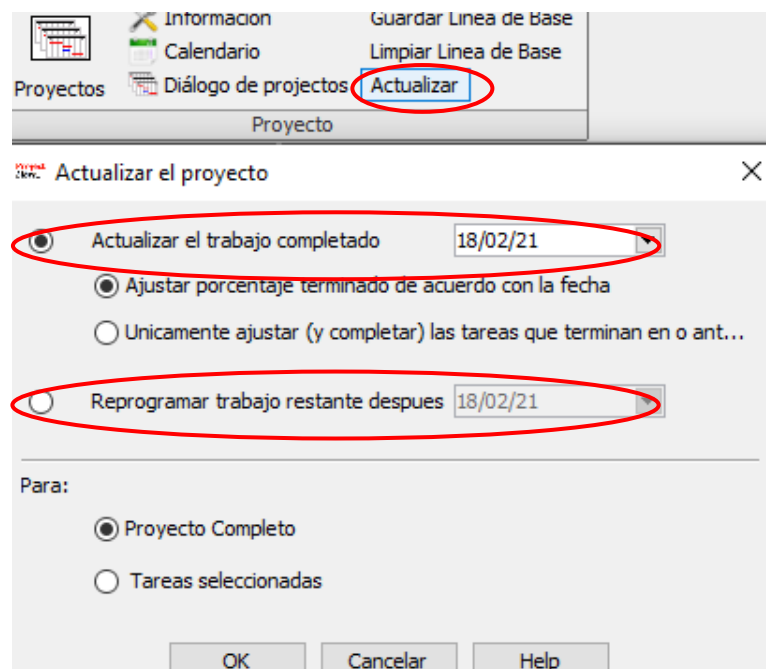 Información Guardar Linea de Base
Calendario Limpiar Linea de Base
Proyectos Diálogo de projectos Actualizar
Proyecto
Actualizar el proyecto
Actualizar el trabajo completado 18/02/21
Ajustar porcentaje terminado de acuerdo con la fecha
Unicamente ajustar (y completar) las tareas que terminan en o ant...
Reprogramar trabajo restante despues 18/02/21
Para:
Proyecto Completo
Tareas seleccionadas
OK Cancelar Help